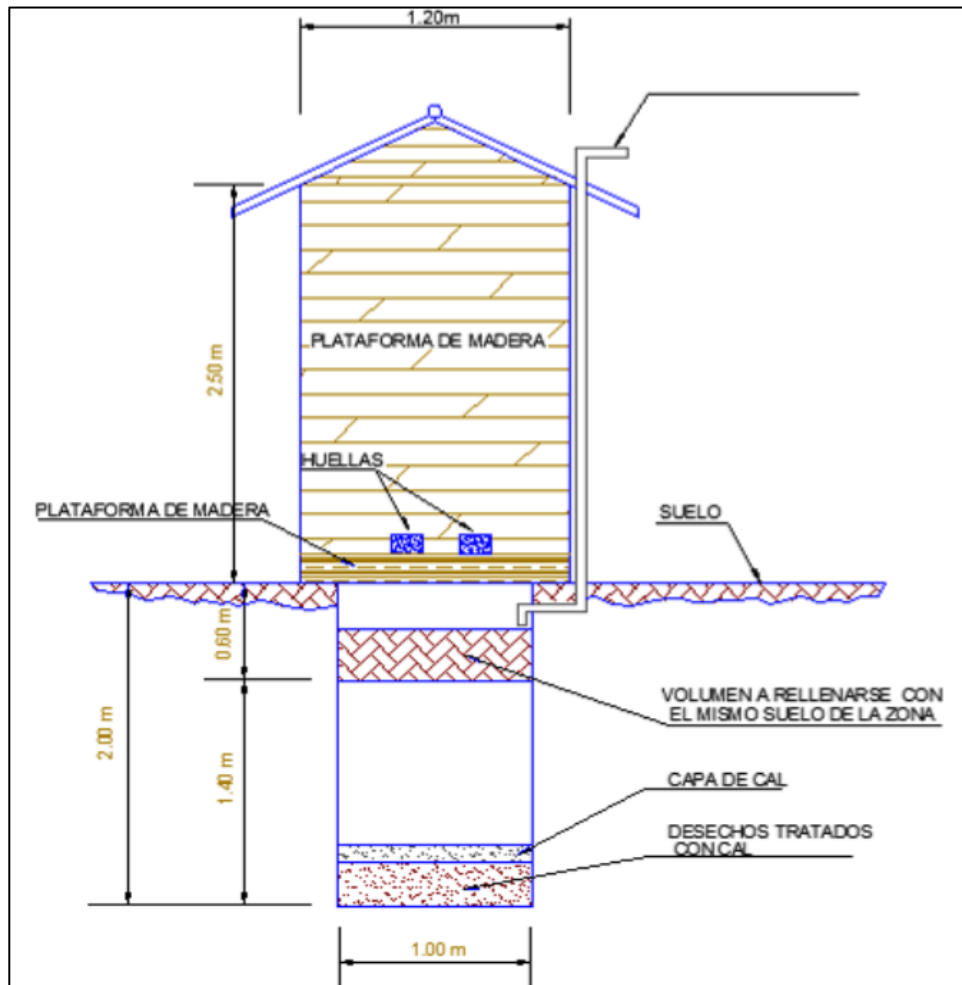 1.20m
PLATAFORMA DE MADERA
2.50 m
HUELLAS
PLATAFORMA DE MADERA
SUELO
0.60 m
VOLUMEN A RELLENARSE CON
EL MISMO SUELO DE LA ZONA
2.00 m
1.40 m
CAPA DE CAL
DESECHOS TRATADOS
CON CAL
1.00 m